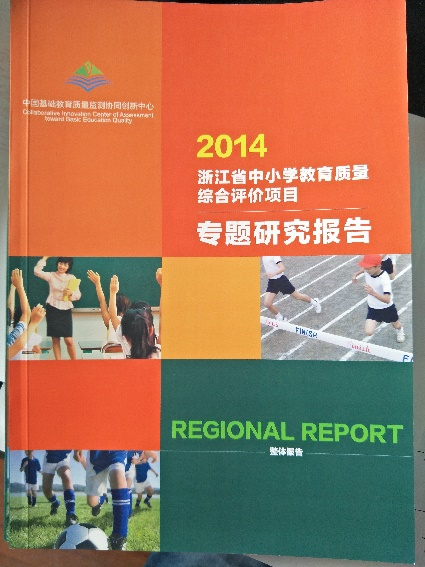 中国基础教育质量监测协同创新中心
Collaborative Innovation Center of Assessment
toward Basic Education Quality
2014
浙江省中小学教育质量
综合评价项目
专题研究报告
FINISH
REGIONAL REPORT
整体报告